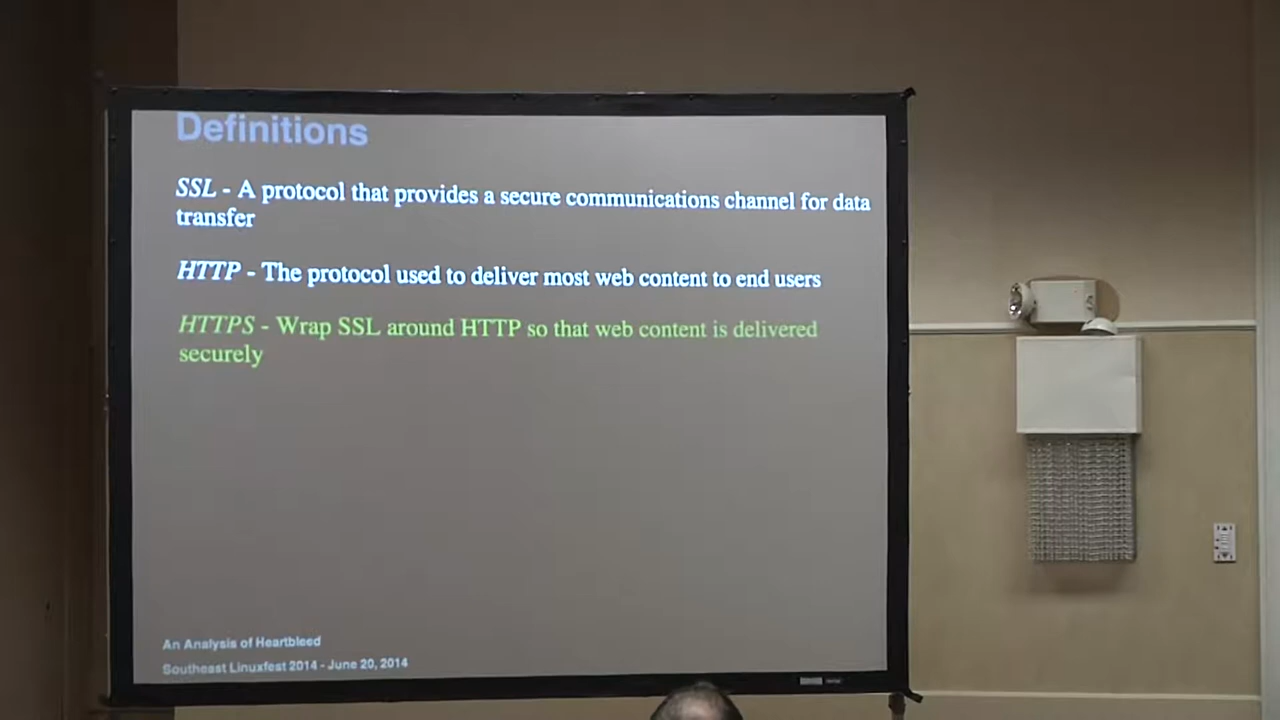 Definitions
SSL - A protocol that provides a secure communications channel for data
transfer
HTTP - The protocol used to deliver most web content to end users
HTTPS - Wrap SSL around HTTP so that web content is delivered
securely
An Analysis of Heartbleed
Southeast Linuxfest 2014 - June 20, 2014